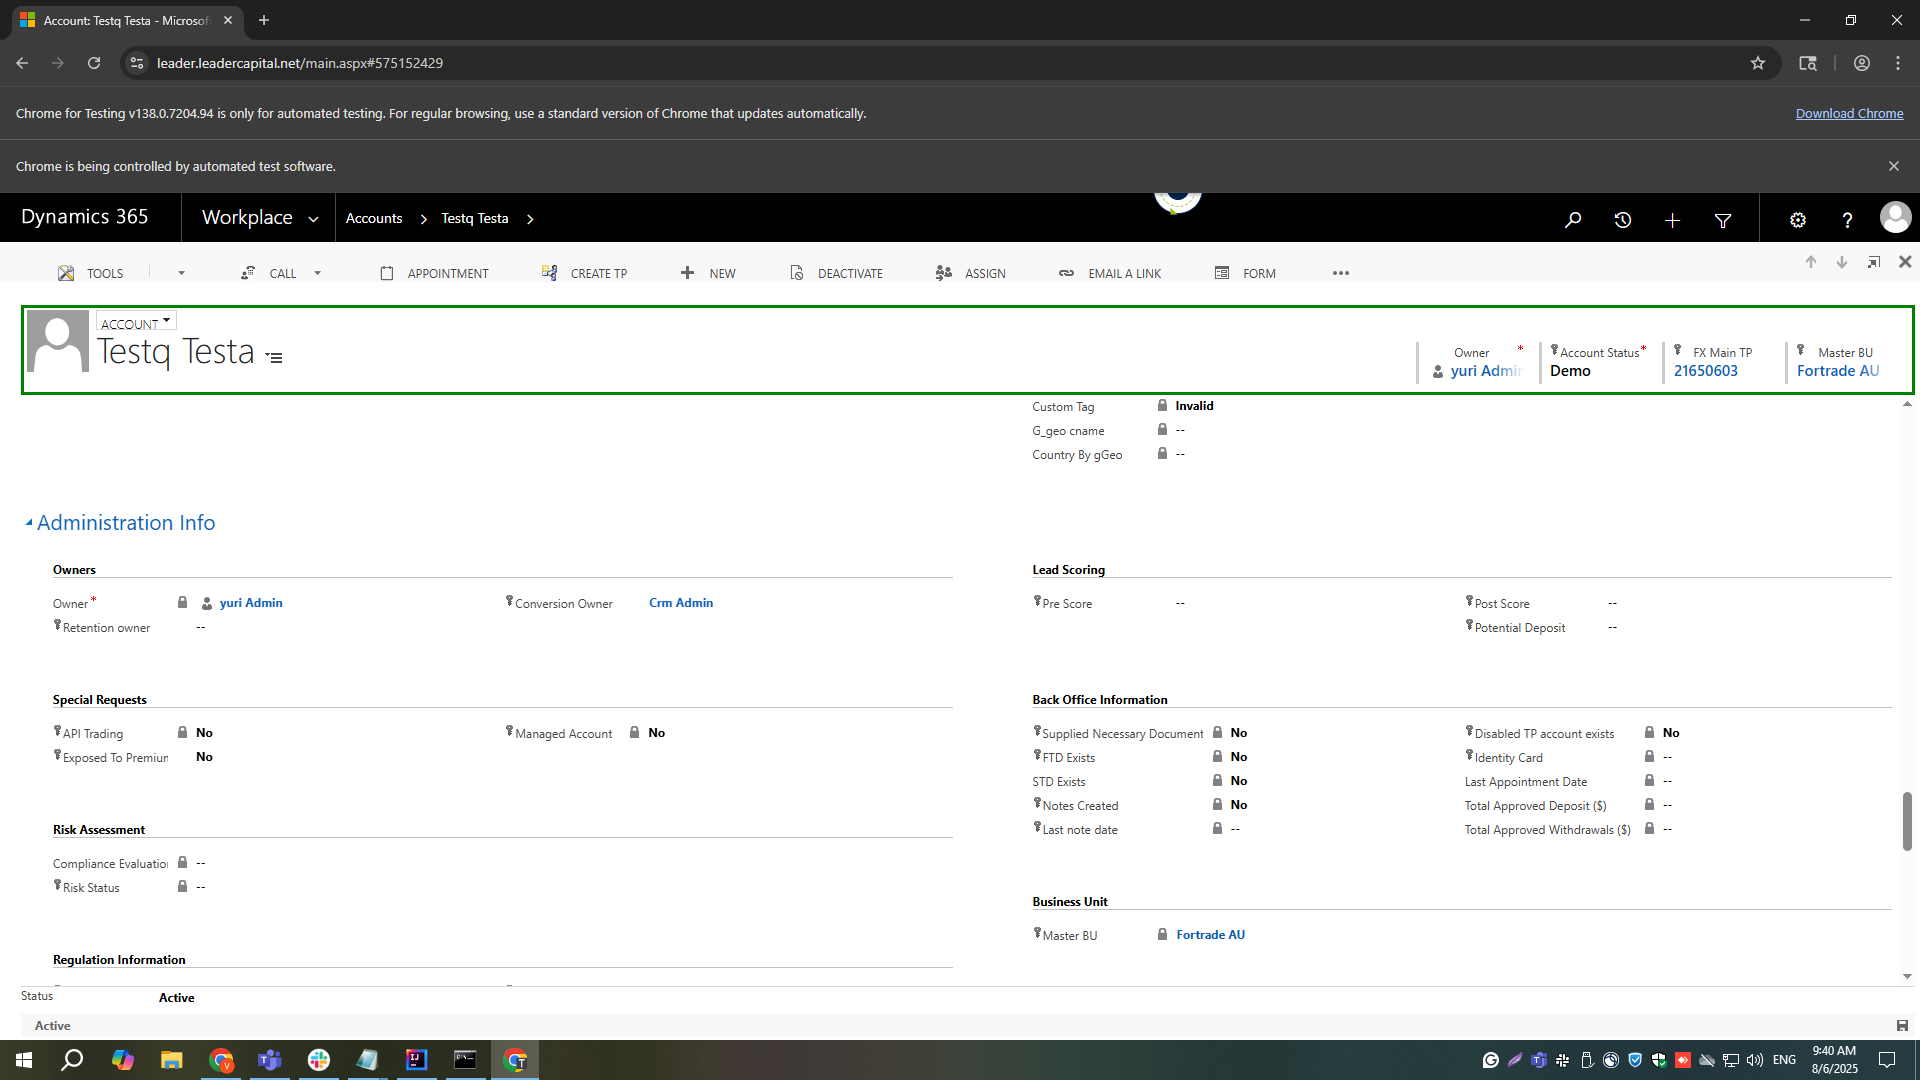 Account: Testq Testa - Microsof
leader.leadercapital.net/main.aspx#575152429
Chrome for Testing v138.0.7204.94 is only for automated testing. For regular browsing, use a standard version of Chrome that updates automatically.
Download Chrome
Chrome is being controlled by automated test software.
Dynamics 365
Workplace
Accounts
Testq Testa
TOOLS
CALL
APPOINTMENT
CREATE TP
NEW
DEACTIVATE
ASSIGN
EMAIL A LINK
FORM
ACCOUNT
Testq Testa
Owner *
yuri Admin
Account Status *
Demo
FX Main TP
21650603
Master BU
Fortrade AU
Custom Tag Invalid
G_geo cname --
Country By gGeo --
Administration Info
Owners
Owner * yuri Admin
Conversion Owner Crm Admin
Retention owner --
Lead Scoring
Pre Score --
Post Score --
Potential Deposit --
Special Requests
API Trading No
Managed Account No
Exposed To Premium No
Back Office Information
Supplied Necessary Document No
Disabled TP account exists No
FTD Exists No
Identity Card --
STD Exists No
Last Appointment Date --
Notes Created No
Total Approved Deposit ($) --
Last note date --
Total Approved Withdrawals ($) --
Risk Assessment
Compliance Evaluation --
Risk Status --
Business Unit
Master BU Fortrade AU
Regulation Information
Status Active
Active
ENG
9:40 AM
8/6/2025